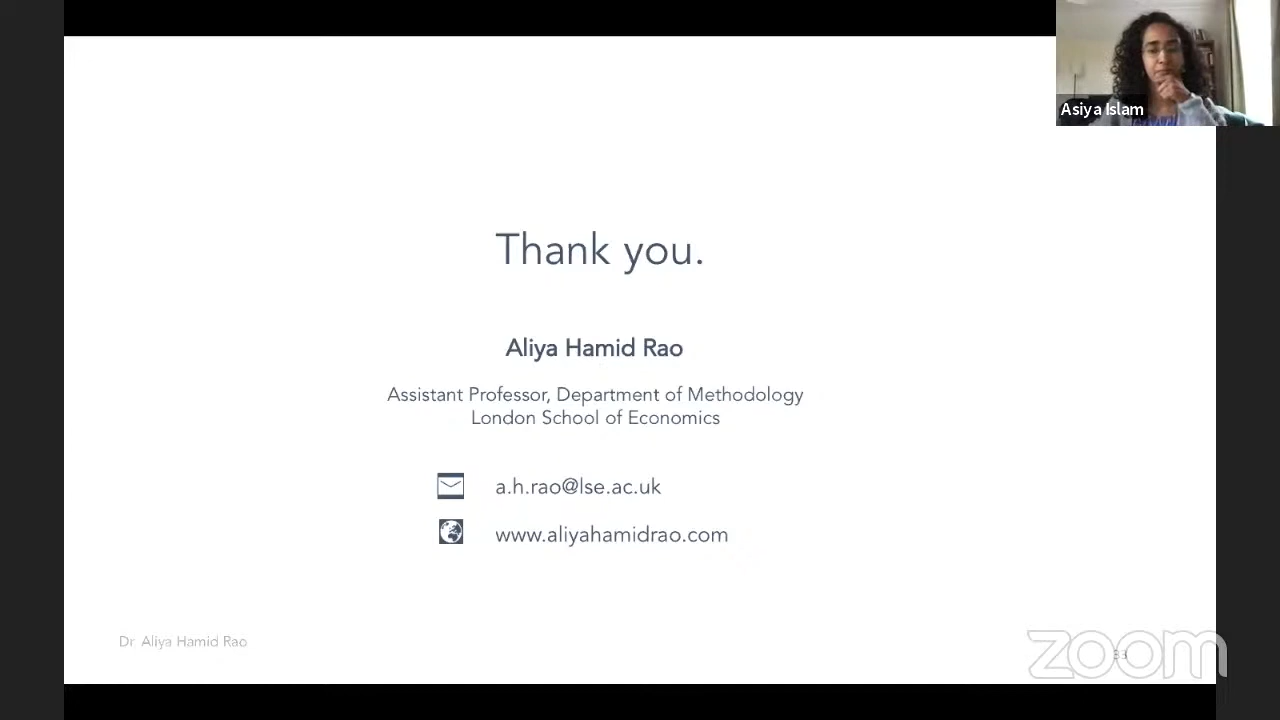 Asiya Islam
Thank you.
Aliya Hamid Rao
Assistant Professor, Department of Methodology
London School of Economics
a.h.rao@lse.ac.uk
www.aliyahamidrao.com
Dr. Aliya Hamid Rao
zoom
33